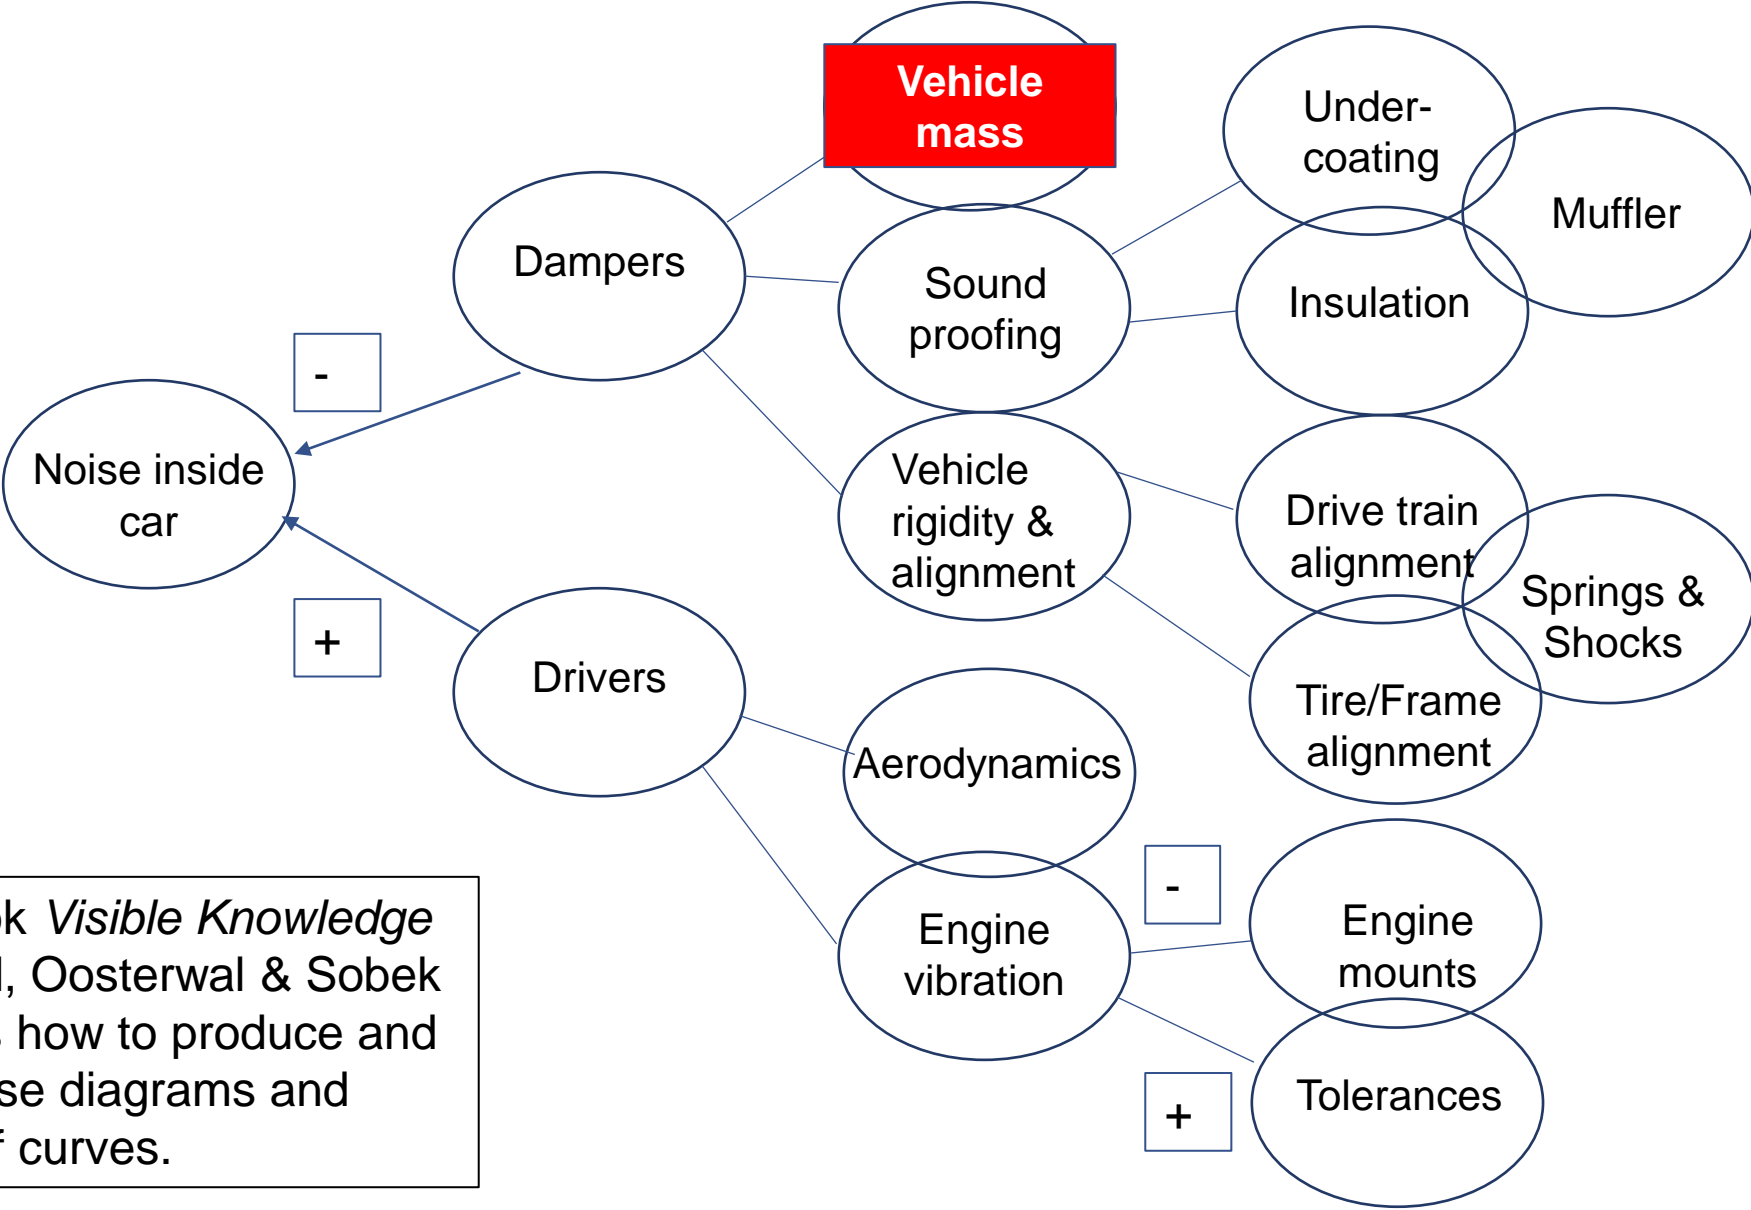 Vehicle
mass
Under-
coating
Muffler
Dampers
Sound
proofing
Insulation
-
Noise inside
car
Vehicle
rigidity &
alignment
Drive train
alignment
Springs &
Shocks
+
Drivers
Tire/Frame
alignment
Aerodynamics
-
Engine
vibration
Engine
mounts
+
Tolerances
Visible Knowledge
, Oosterwal & Sobek
how to produce and
diagrams and
curves.